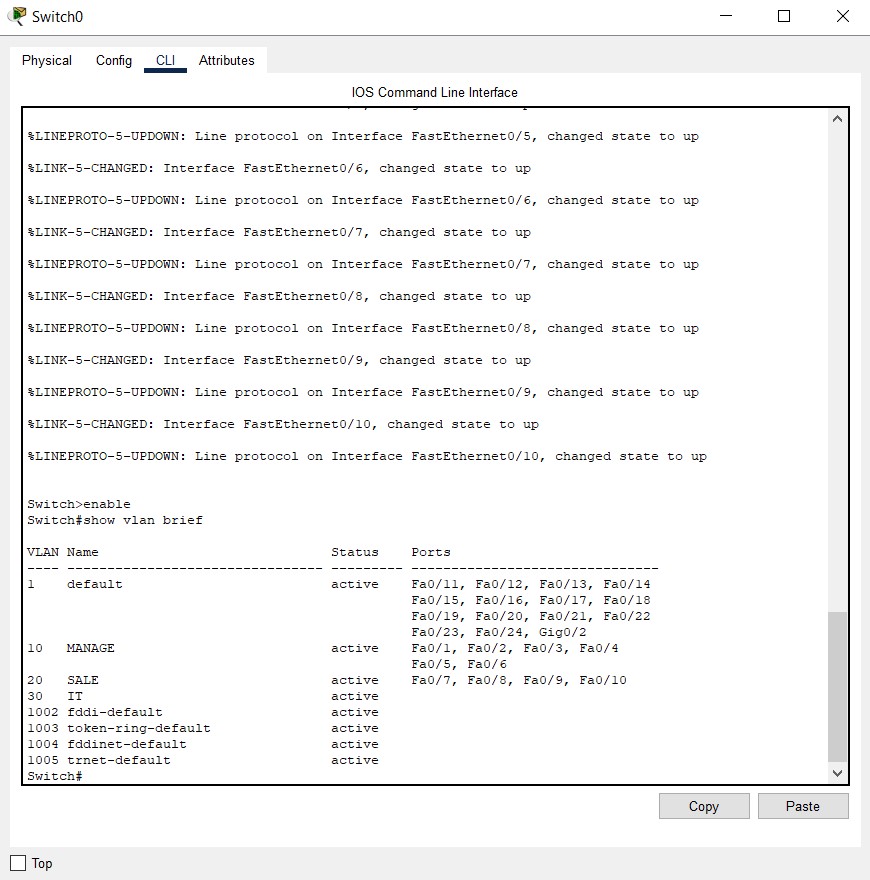 Switch0
Physical Config CLI Attributes
IOS Command Line Interface
%LINEPROTO-5-UPDOWN: Line protocol on Interface FastEthernet0/5, changed state to up
%LINK-5-CHANGED: Interface FastEthernet0/6, changed state to up
%LINEPROTO-5-UPDOWN: Line protocol on Interface FastEthernet0/6, changed state to up
%LINK-5-CHANGED: Interface FastEthernet0/7, changed state to up
%LINEPROTO-5-UPDOWN: Line protocol on Interface FastEthernet0/7, changed state to up
%LINK-5-CHANGED: Interface FastEthernet0/8, changed state to up
%LINEPROTO-5-UPDOWN: Line protocol on Interface FastEthernet0/8, changed state to up
%LINK-5-CHANGED: Interface FastEthernet0/9, changed state to up
%LINEPROTO-5-UPDOWN: Line protocol on Interface FastEthernet0/9, changed state to up
%LINK-5-CHANGED: Interface FastEthernet0/10, changed state to up
%LINEPROTO-5-UPDOWN: Line protocol on Interface FastEthernet0/10, changed state to up
Switch>enable
Switch#show vlan brief
VLAN Name                             Status    Ports
---- -------------------------------- --------- -------------------------------
1    default                          active    Fa0/11, Fa0/12, Fa0/13, Fa0/14
                                                Fa0/15, Fa0/16, Fa0/17, Fa0/18
                                                Fa0/19, Fa0/20, Fa0/21, Fa0/22
                                                Fa0/23, Fa0/24, Gig0/2
10   MANAGE                           active    Fa0/1, Fa0/2, Fa0/3, Fa0/4
                                                Fa0/5, Fa0/6
20   SALE                             active    Fa0/7, Fa0/8, Fa0/9, Fa0/10
30   IT                               active
1002 fddi-default                     active
1003 token-ring-default               active
1004 fddinet-default                  active
1005 trnet-default                    active
Switch#
Copy Paste
Top